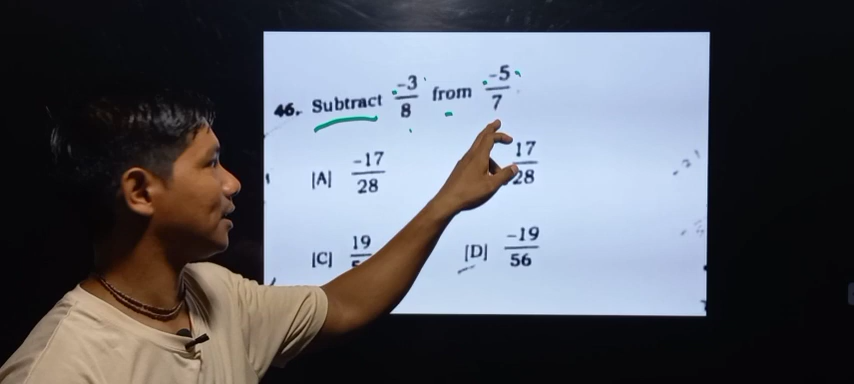 46. Subtract -3/8 from -5/7
|A| -17/28 17/28
|C| 19 |D| -19/56